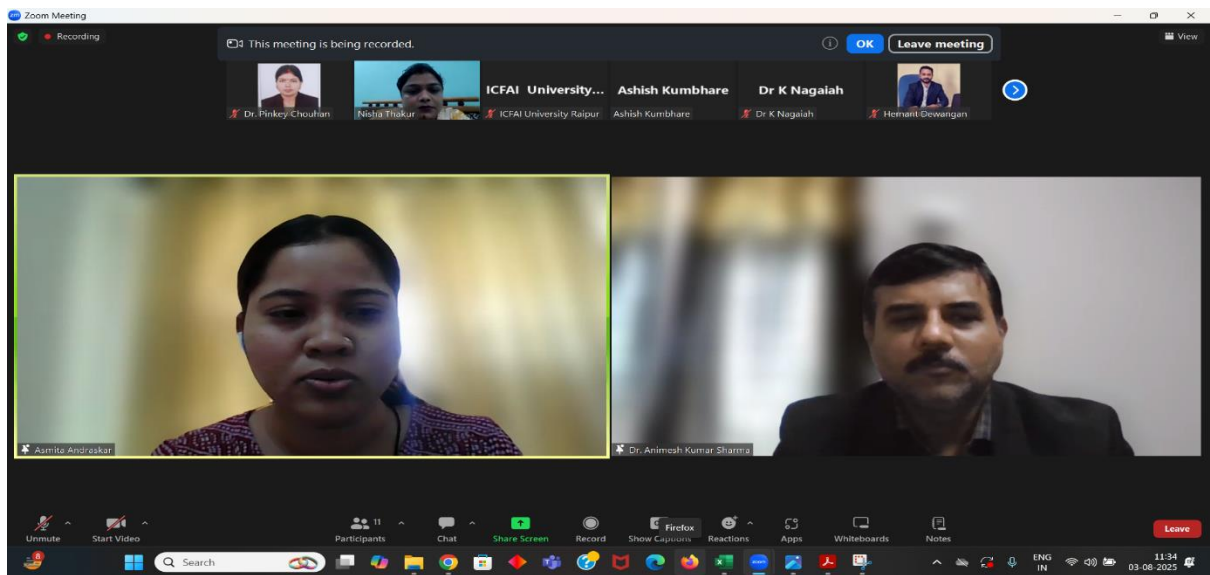 Zoom Meeting
Recording
This meeting is being recorded.
OK
Leave meeting
View
ICFAI University...
Ashish Kumbhare
Dr K Nagaiah
Dr. Pinkey Chouhan
Nisha Thakur
ICFAI University Raipur
Ashish Kumbhare
Dr K Nagaiah
Hemant Dewangan
Asmita Andraskar
Dr. Animesh Kumar Sharma
11
Unmute
Start Video
Participants
Chat
Share Screen
Record
Show Captions
Firefox
Reactions
Apps
Whiteboards
Notes
Leave
8
Search
ENG
IN
11:34
03-08-2025